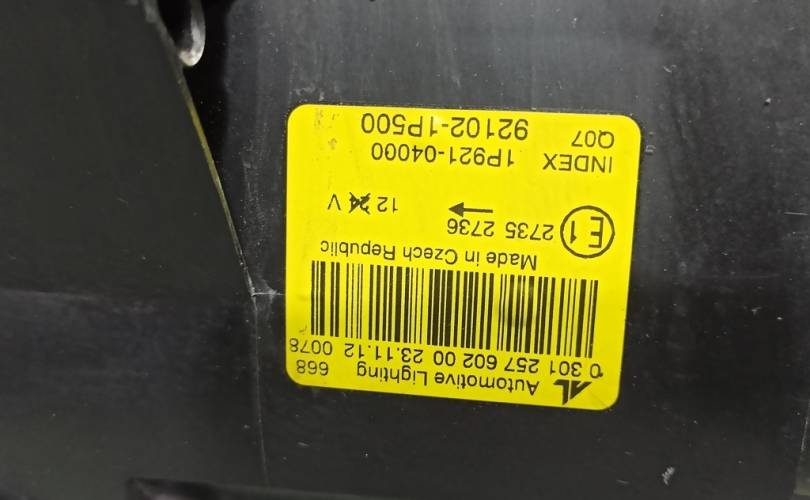 AL Automotive Lighting 668
0 301 257 602 00 23.11.12 0078
Made in Czech Republic
E1 2735 2736 ← 12 24 V
INDEX 1P921-04000
Q07 92102-1P500